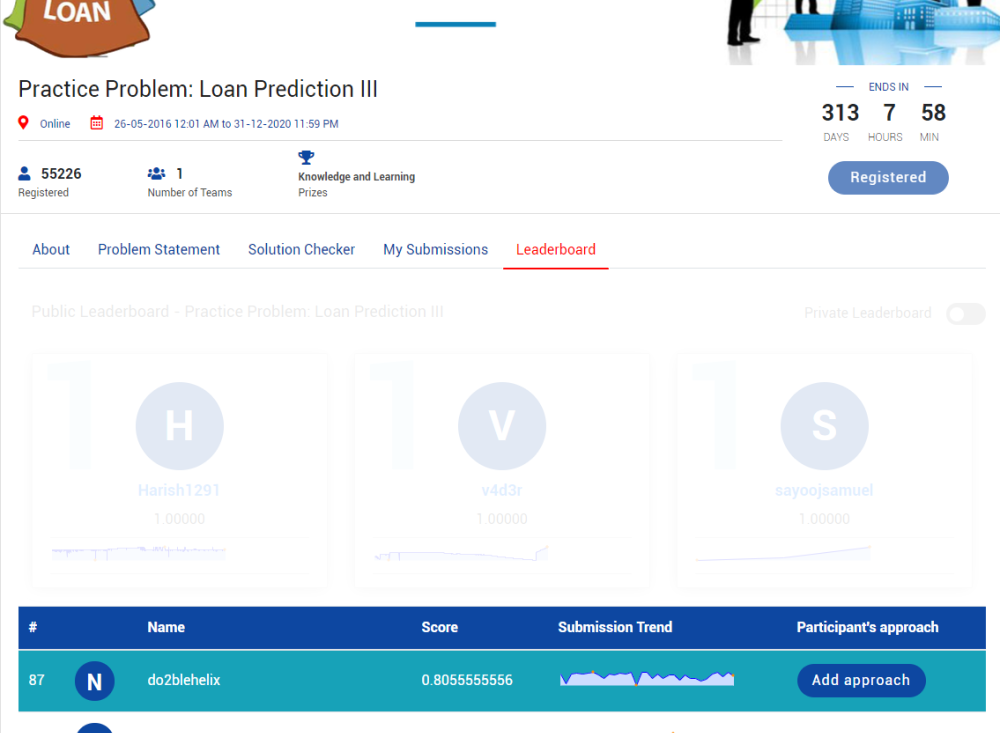 LOAN
Practice Problem: Loan Prediction III
ENDS IN
313 7 58
DAYS HOURS MIN
Online 26-05-2016 12:01 AM to 31-12-2020 11:59 PM
55226
Registered
1
Number of Teams
Knowledge and Learning
Prizes
Registered
About Problem Statement Solution Checker My Submissions Leaderboard
Public Leaderboard - Practice Problem: Loan Prediction III Private Leaderboard
1 H 1 V 1 S
Harish1291 v4d3r sayoojsamuel
1.00000 1.00000 1.00000
# Name Score Submission Trend Participant's approach
87 N do2blehelix 0.8055555556 Add approach